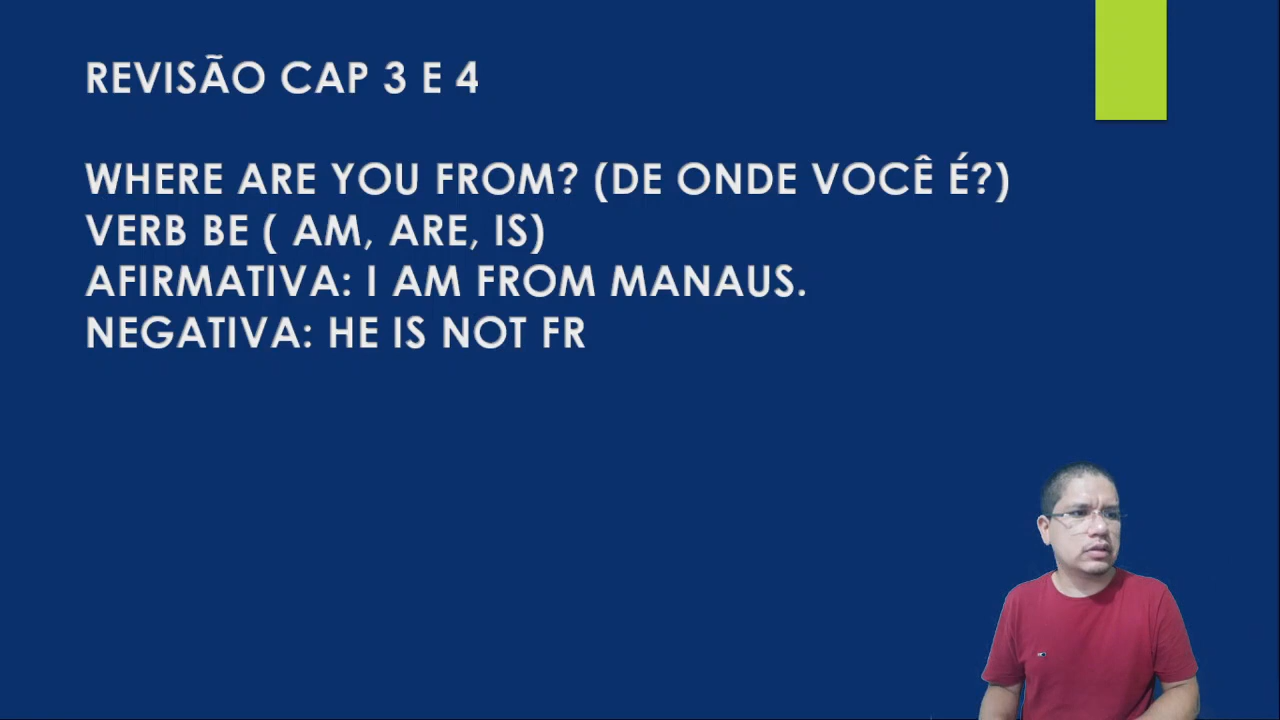 REVISÃO CAP 3 E 4
WHERE ARE YOU FROM? (DE ONDE VOCÊ É?)
VERB BE ( AM, ARE, IS)
AFIRMATIVA: I AM FROM MANAUS.
NEGATIVA: HE IS NOT FR